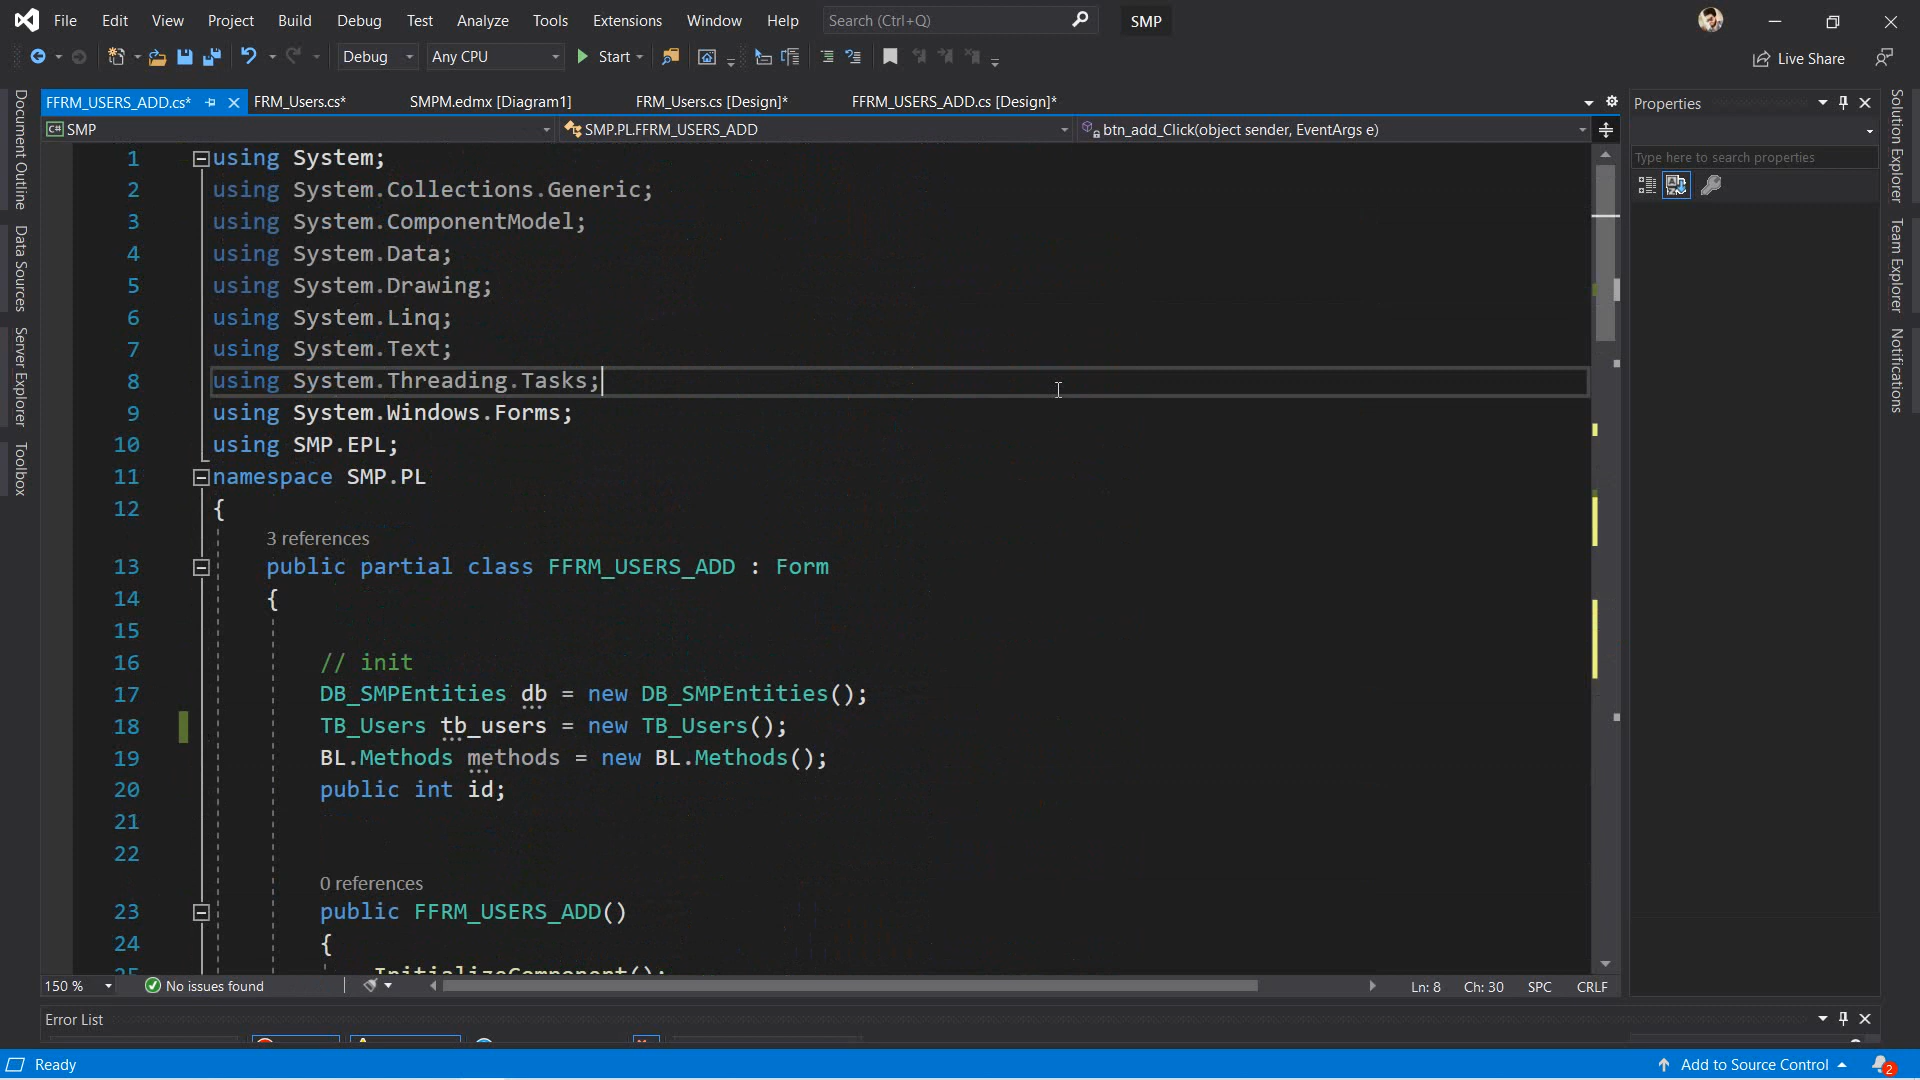 File Edit View Project Build Debug Test Analyze Tools Extensions Window Help Search (Ctrl+Q) SMP
Debug Any CPU Start Live Share
FFRM_USERS_ADD.cs* FRM_Users.cs* SMPM.edmx [Diagram1] FRM_Users.cs [Design]* FFRM_USERS_ADD.cs [Design]*
C# SMP SMP.PL.FFRM_USERS_ADD btn_add_Click(object sender, EventArgs e)
1 using System;
2 using System.Collections.Generic;
3 using System.ComponentModel;
4 using System.Data;
5 using System.Drawing;
6 using System.Linq;
7 using System.Text;
8 using System.Threading.Tasks;
9 using System.Windows.Forms;
10 using SMP.EPL;
11 namespace SMP.PL
12 {
3 references
13 public partial class FFRM_USERS_ADD : Form
14 {
15
16 // init
17 DB_SMPEntities db = new DB_SMPEntities();
18 TB_Users tb_users = new TB_Users();
19 BL.Methods methods = new BL.Methods();
20 public int id;
21
22
0 references
23 public FFRM_USERS_ADD()
24 {
25 InitializeComponent();
150 % No issues found Ln: 8 Ch: 30 SPC CRLF
Error List
Ready Add to Source Control 2
Document Outline
Data Sources
Server Explorer
Toolbox
Properties
Type here to search properties
Solution Explorer
Team Explorer
Notifications